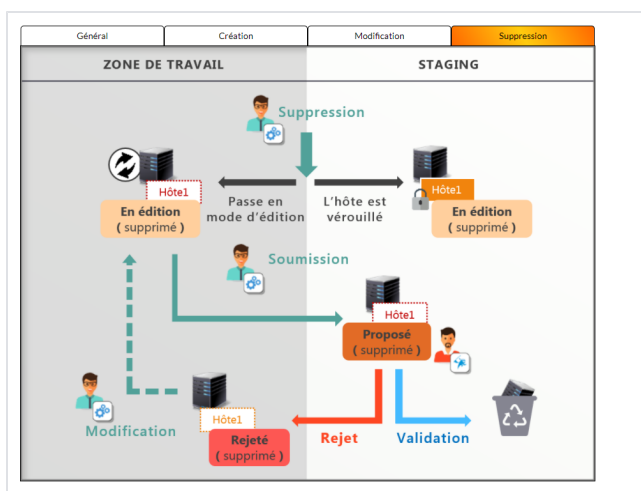 Général
Création
Modification
Suppression
ZONE DE TRAVAIL
STAGING
Suppression
Hôte1
En édition
( supprimé )
Passe en
mode d'édition
L'hôte est
vérouillé
Hôte1
En édition
( supprimé )
Soumission
Hôte1
Proposé
( supprimé )
Modification
Hôte1
Rejeté
( supprimé )
Rejet
Validation